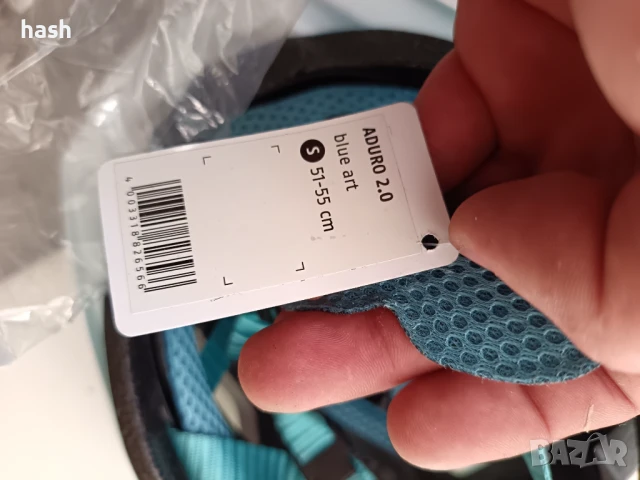 hash
ADURO 2.0
blue art
S 51-55 cm
4 003318 826566
BAZAR